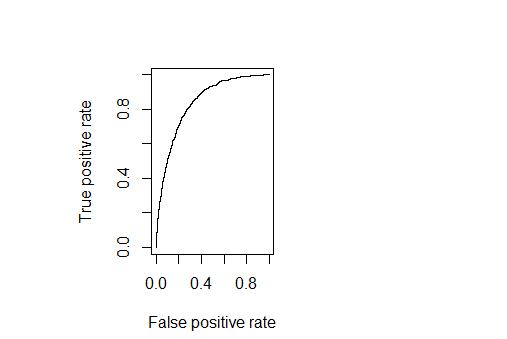 True positive rate
0.8
0.4
0.0
0.0 0.4 0.8
False positive rate